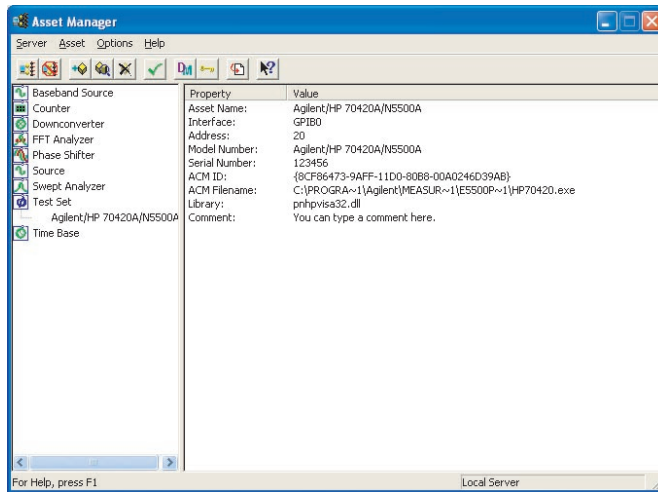 Asset Manager
Server Asset Options Help
Baseband Source
Counter
Downconverter
FFT Analyzer
Phase Shifter
Source
Swept Analyzer
Test Set
Agilent/HP 70420A/N5500A
Time Base
Property Value
Asset Name: Agilent/HP 70420A/N5500A
Interface: GPIB0
Address: 20
Model Number: Agilent/HP 70420A/N5500A
Serial Number: 123456
ACM ID: {8CF86473-9AFF-11D0-80B8-00A0246D39AB}
ACM Filename: C:\PROGRA~1\Agilent\MEASUR~1\E5500P~1\HP70420.exe
Library: pnhpvisa32.dll
Comment: You can type a comment here.
For Help, press F1
Local Server